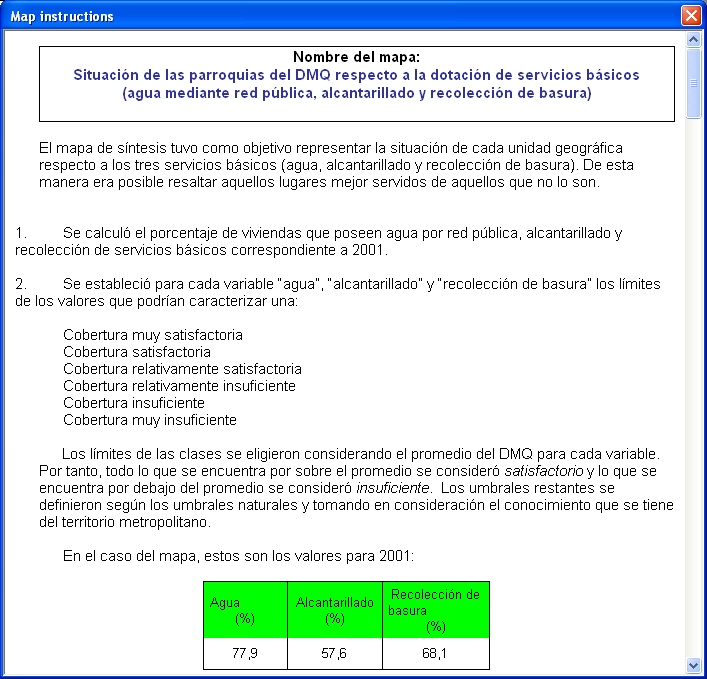 Map instructions
Nombre del mapa:
Situación de las parroquias del DMQ respecto a la dotación de servicios básicos
(agua mediante red pública, alcantarillado y recolección de basura)
El mapa de síntesis tuvo como objetivo representar la situación de cada unidad geográfica
respecto a los tres servicios básicos (agua, alcantarillado y recolección de basura). De esta
manera era posible resaltar aquellos lugares mejor servidos de aquellos que no lo son.
1. Se calculó el porcentaje de viviendas que poseen agua por red pública, alcantarillado y
recolección de servicios básicos correspondiente a 2001.
2. Se estableció para cada variable “agua”, “alcantarillado” y “recolección de basura” los límites
de los valores que podrían caracterizar una:
Cobertura muy satisfactoria
Cobertura satisfactoria
Cobertura relativamente satisfactoria
Cobertura relativamente insuficiente
Cobertura insuficiente
Cobertura muy insuficiente
Los límites de las clases se eligieron considerando el promedio del DMQ para cada variable.
Por tanto, todo lo que se encuentra por sobre el promedio se consideró satisfactorio y lo que se
encuentra por debajo del promedio se consideró insuficiente. Los umbrales restantes se
definieron según los umbrales naturales y tomando en consideración el conocimiento que se tiene
del territorio metropolitano.
En el caso del mapa, estos son los valores para 2001:
Agua
(%)
Alcantarillado
(%)
Recolección de
basura
(%)
77,9 57,6 68,1